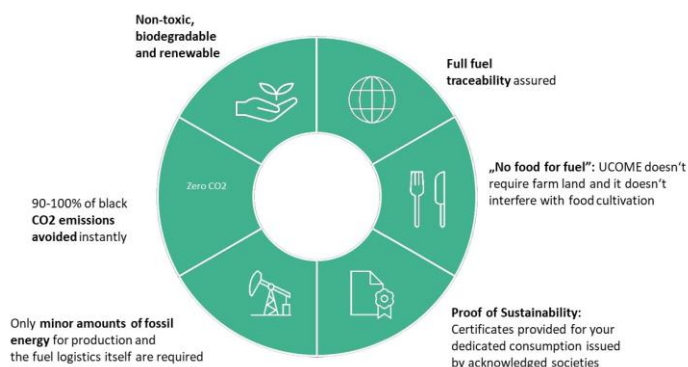 Non-toxic,
biodegradable
and renewable
Full fuel
traceability assured
„No food for fuel": UCOME doesn't
require farm land and it doesn't
interfere with food cultivation
Zero CO2
90-100% of black
CO2 emissions
avoided instantly
Only minor amounts of fossil
energy for production and
the fuel logistics itself are required
Proof of Sustainability:
Certificates provided for your
dedicated consumption issued
by acknowledged societies